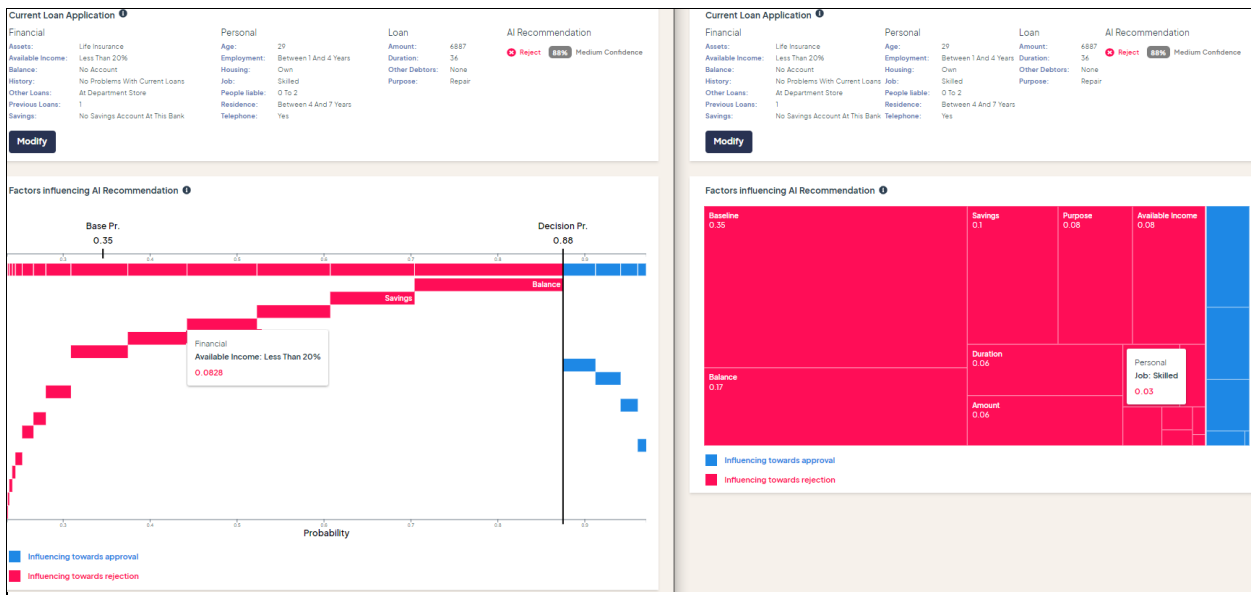 Current Loan Application
Financial Personal Loan AI Recommendation
Assets: Life Insurance Age: 29 Amount: 6887 Reject 88% Medium Confidence
Available Income: Less Than 20% Employment: Between 1 And 4 Years Duration: 36
Balance: No Account Housing: Own Other Debtors: None
History: No Problems With Current Loans Job: Skilled Purpose: Repair
Other Loans: At Department Store People liable: 0 To 2
Previous Loans: 1 Residence: Between 4 And 7 Years
Savings: No Savings Account At This Bank Telephone: Yes
Modify
Factors influencing AI Recommendation
Base Pr. Decision Pr.
0.35 0.88
Balance
Savings
Financial
Available Income: Less Than 20%
0.0828
Probability
Influencing towards approval
Influencing towards rejection
Current Loan Application
Financial Personal Loan AI Recommendation
Assets: Life Insurance Age: 29 Amount: 6887 Reject 88% Medium Confidence
Available Income: Less Than 20% Employment: Between 1 And 4 Years Duration: 36
Balance: No Account Housing: Own Other Debtors: None
History: No Problems With Current Loans Job: Skilled Purpose: Repair
Other Loans: At Department Store People liable: 0 To 2
Previous Loans: 1 Residence: Between 4 And 7 Years
Savings: No Savings Account At This Bank Telephone: Yes
Modify
Factors influencing AI Recommendation
Baseline Savings Purpose Available Income
0.35 0.1 0.08 0.08
Duration
0.06
Personal
Job: Skilled
0.03
Balance
0.17
Amount
0.06
Influencing towards approval
Influencing towards rejection